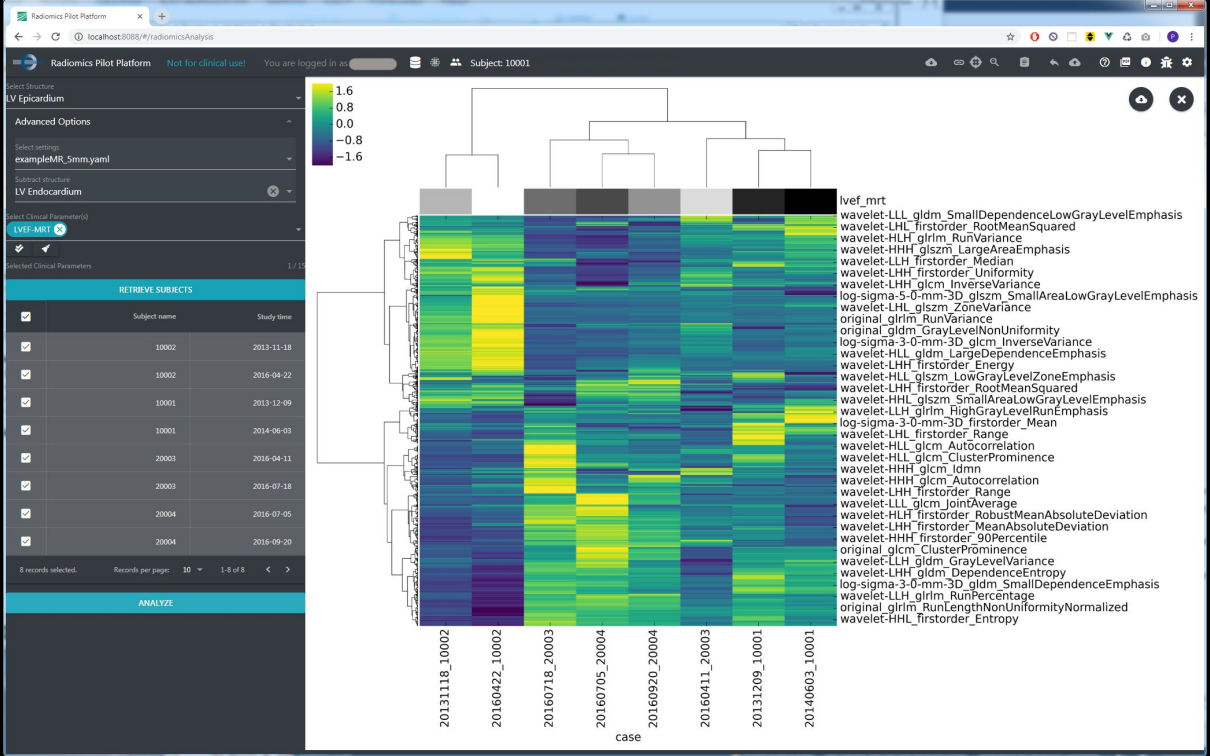 Radiomics Pilot Platform
localhost:8088/#/radiomicsAnalysis
Radiomics Pilot Platform Not for clinical use! You are logged in as Subject: 10001
Select Structure
LV Epicardium
Advanced Options
Select settings
exampleMR_5mm.yaml
Subtract structure
LV Endocardium
Select Clinical Parameter(s)
LVEF-MRT
Selected Clinical Parameters 1 / 15
RETRIEVE SUBJECTS
Subject name Study time
10002 2013-11-18
10002 2016-04-22
10001 2013-12-09
10001 2014-06-03
20003 2016-04-11
20003 2016-07-18
20004 2016-07-05
20004 2016-09-20
8 records selected. Records per page: 10 1-8 of 8
ANALYZE
1.6
0.8
0.0
−0.8
−1.6
lvef_mrt
wavelet-LLL_gldm_SmallDependenceLowGrayLevelEmphasis
wavelet-LHL_firstorder_RootMeanSquared
wavelet-HLH_glrlm_RunVariance
wavelet-HHH_glszm_LargeAreaEmphasis
wavelet-LLH_firstorder_Median
wavelet-LHH_firstorder_Uniformity
wavelet-LHH_glcm_InverseVariance
log-sigma-5-0-mm-3D_glszm_SmallAreaLowGrayLevelEmphasis
wavelet-LHL_glszm_ZoneVariance
original_glrlm_RunVariance
original_gldm_GrayLevelNonUniformity
log-sigma-3-0-mm-3D_glcm_InverseVariance
wavelet-HLL_gldm_LargeDependenceEmphasis
wavelet-LHH_firstorder_Energy
wavelet-HLL_glszm_LowGrayLevelZoneEmphasis
wavelet-LHH_firstorder_RootMeanSquared
wavelet-HHL_glszm_SmallAreaLowGrayLevelEmphasis
wavelet-LLH_glrlm_HighGrayLevelRunEmphasis
log-sigma-3-0-mm-3D_firstorder_Mean
wavelet-LHL_firstorder_Range
wavelet-HLL_glcm_Autocorrelation
wavelet-HLL_glcm_ClusterProminence
wavelet-HHH_glcm_Idmn
wavelet-HHH_glcm_Autocorrelation
wavelet-LHH_firstorder_Range
wavelet-LLL_glcm_JointAverage
wavelet-HLH_firstorder_RobustMeanAbsoluteDeviation
wavelet-LHH_firstorder_MeanAbsoluteDeviation
wavelet-HHH_firstorder_90Percentile
original_glcm_ClusterProminence
wavelet-LLH_gldm_GrayLevelVariance
wavelet-LHH_gldm_DependenceEntropy
log-sigma-3-0-mm-3D_gldm_SmallDependenceEmphasis
wavelet-LLH_glrlm_RunPercentage
original_glrlm_RunLengthNonUniformityNormalized
wavelet-HHL_firstorder_Entropy
20131118_10002
20160422_10002
20160718_20003
20160705_20004
20160920_20004
20160411_20003
20131209_10001
20140603_10001
case